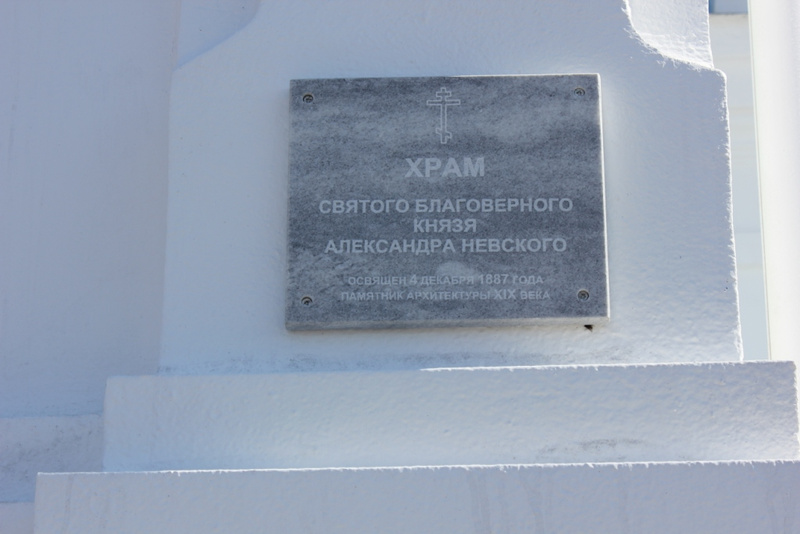 ХРАМ
СВЯТОГО БЛАГОВЕРНОГО
КНЯЗЯ
АЛЕКСАНДРА НЕВСКОГО
ОСВЯЩЕН 4 ДЕКАБРЯ 1887 ГОДА
ПАМЯТНИК АРХИТЕКТУРЫ XIX ВЕКА